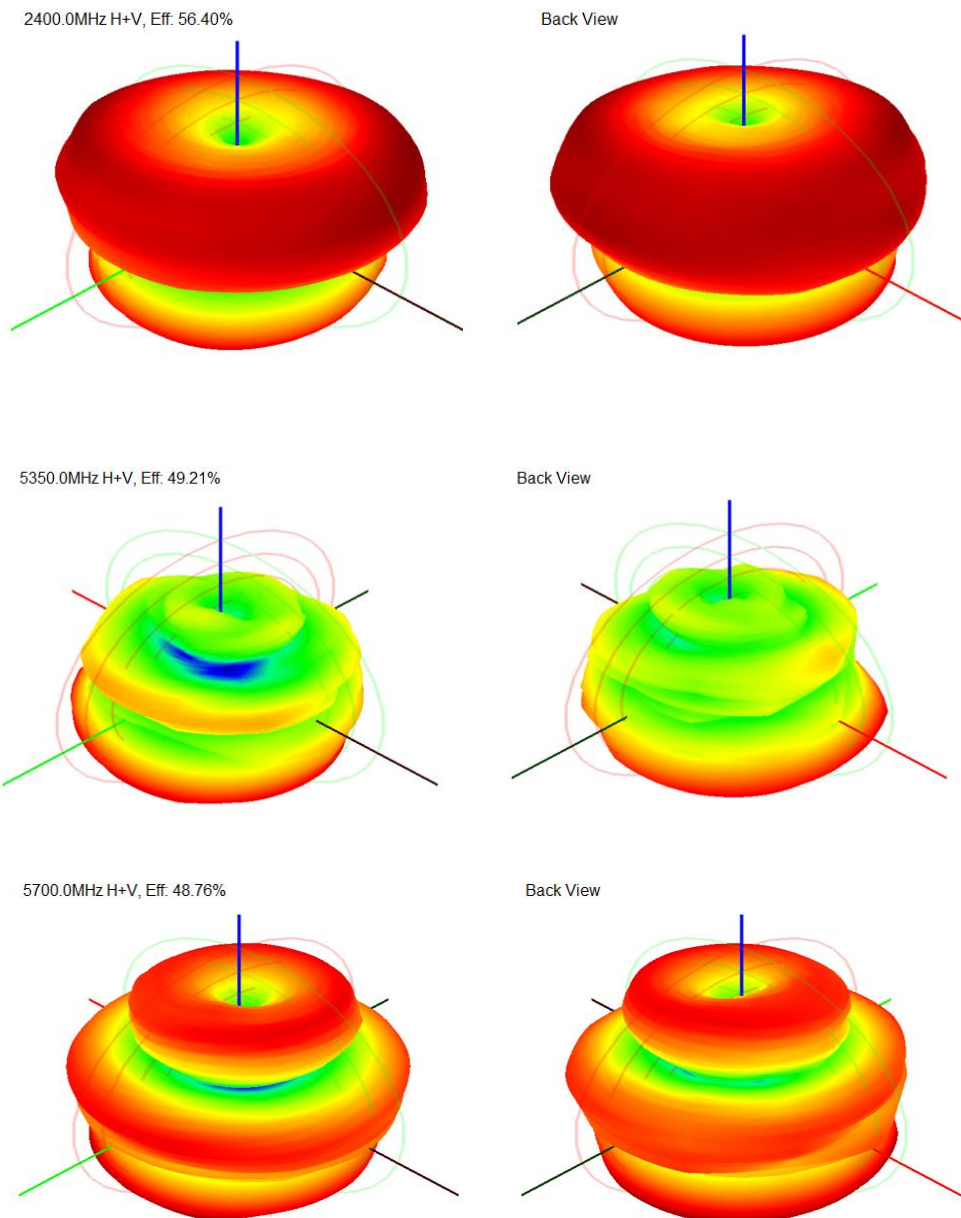 2400.0MHz H+V, Eff: 56.40%
Back View
5350.0MHz H+V, Eff: 49.21%
Back View
5700.0MHz H+V, Eff: 48.76%
Back View